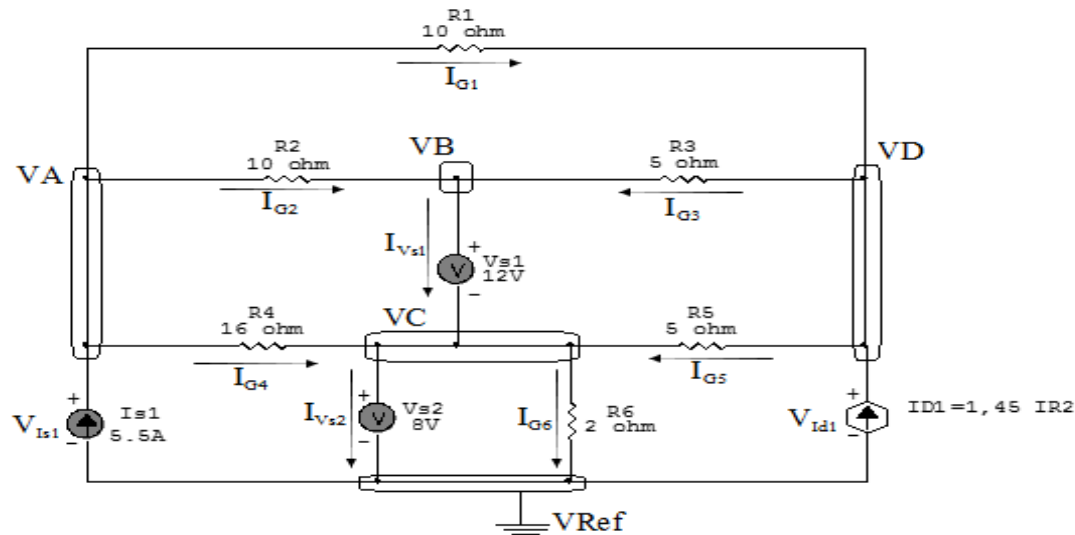 R1
10 ohm
IG1
VA
R2
10 ohm
VB
R3
5 ohm
VD
IG2
IG3
IVs1
+
V
Vs1
12V
−
R4
16 ohm
VC
R5
5 ohm
IG4
IG5
VIs1
+
−
Is1
5.5A
IVs2
+
V
−
Vs2
8V
IG6
R6
2 ohm
VId1
+
−
ID1=1,45 IR2
VRef